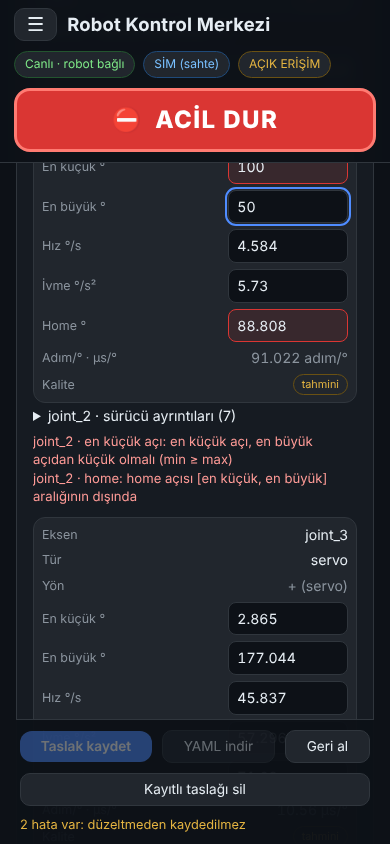 ☰ Robot Kontrol Merkezi
Canlı · robot bağlı
SİM (sahte)
AÇIK ERİŞİM
⛔ ACİL DUR
En küçük ° 100
En büyük ° 50
Hız °/s 4.584
İvme °/s² 5.73
Home ° 88.808
Adım/° · µs/° 91.022 adım/°
Kalite tahmini
▶ joint_2 · sürücü ayrıntıları (7)
joint_2 · en küçük açı: en küçük açı, en büyük
açıdan küçük olmalı (min ≥ max)
joint_2 · home: home açısı [en küçük, en büyük]
aralığının dışında
Eksen joint_3
Tür servo
Yön + (servo)
En küçük ° 2.865
En büyük ° 177.044
Hız °/s 45.837
Taslak kaydet
YAML indir
Geri al
Kayıtlı taslağı sil
2 hata var: düzeltmeden kaydedilmez